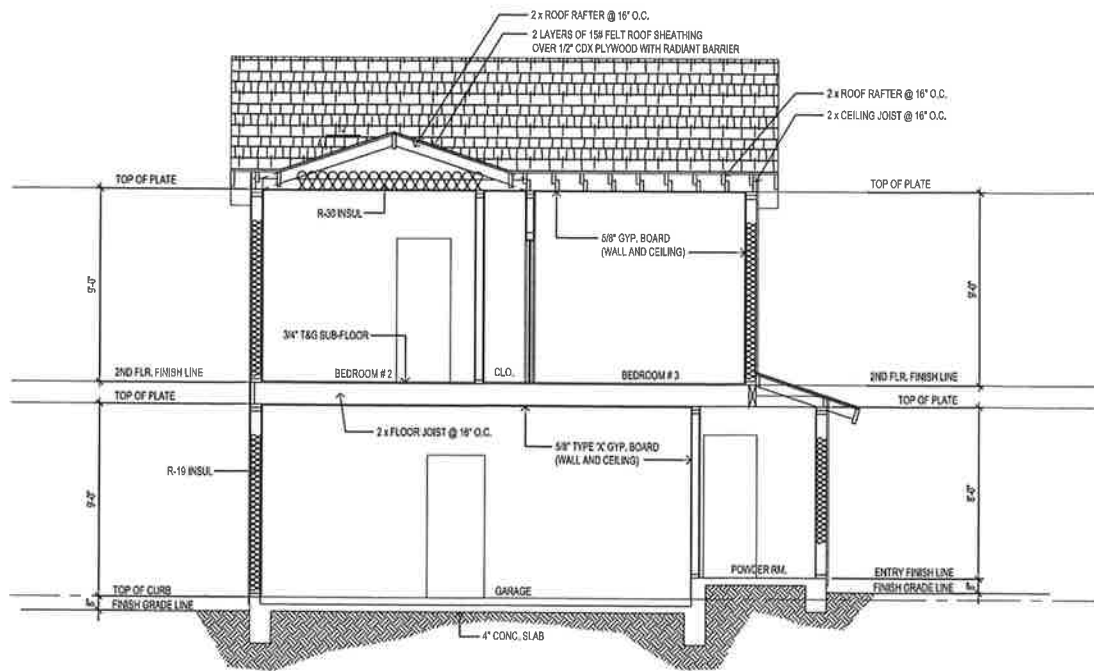 2 x ROOF RAFTER @ 16" O.C.
2 LAYERS OF 15# FELT ROOF SHEATHING
OVER 1/2" CDX PLYWOOD WITH RADIANT BARRIER
2 x ROOF RAFTER @ 16" O.C.
2 x CEILING JOIST @ 16" O.C.
TOP OF PLATE
TOP OF PLATE
R-30 INSUL
5/8" GYP. BOARD
(WALL AND CEILING)
9'-0"
9'-0"
3/4" T&G SUB-FLOOR
2ND FLR. FINISH LINE
BEDROOM # 2
CLO.
BEDROOM # 3
2ND FLR. FINISH LINE
TOP OF PLATE
TOP OF PLATE
2 x FLOOR JOIST @ 16" O.C.
5/8" TYPE 'X' GYP. BOARD
(WALL AND CEILING)
R-19 INSUL
9'-0"
8'-0"
POWDER RM.
ENTRY FINISH LINE
TOP OF CURB
GARAGE
FINISH GRADE LINE
FINISH GRADE LINE
4" CONC. SLAB